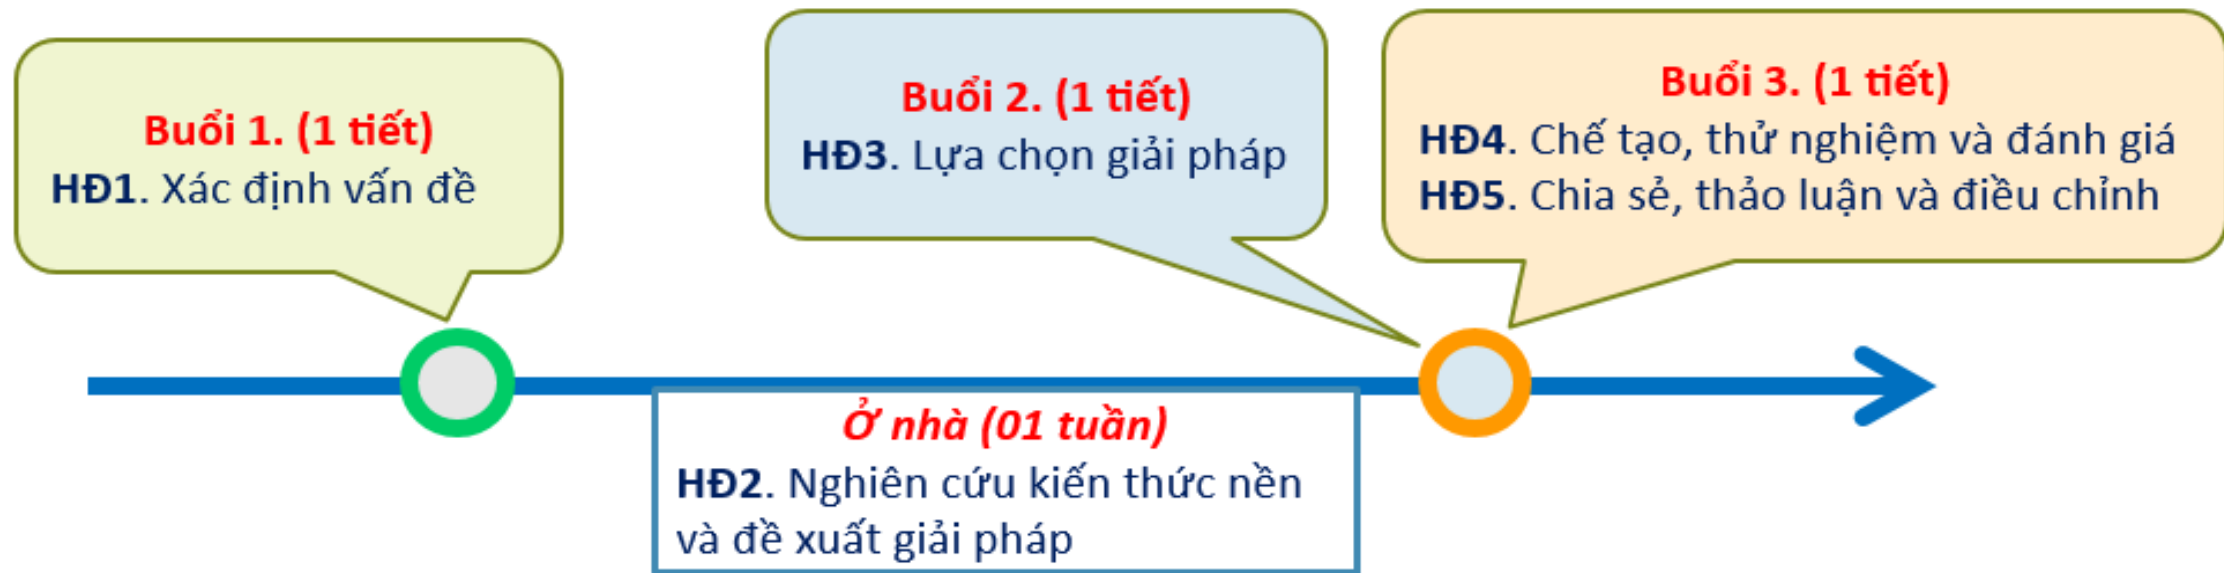 Buổi 1. (1 tiết)
HĐ1. Xác định vấn đề
Buổi 2. (1 tiết)
HĐ3. Lựa chọn giải pháp
Buổi 3. (1 tiết)
HĐ4. Chế tạo, thử nghiệm và đánh giá
HĐ5. Chia sẻ, thảo luận và điều chỉnh
Ở nhà (01 tuần)
HĐ2. Nghiên cứu kiến thức nền
và đề xuất giải pháp